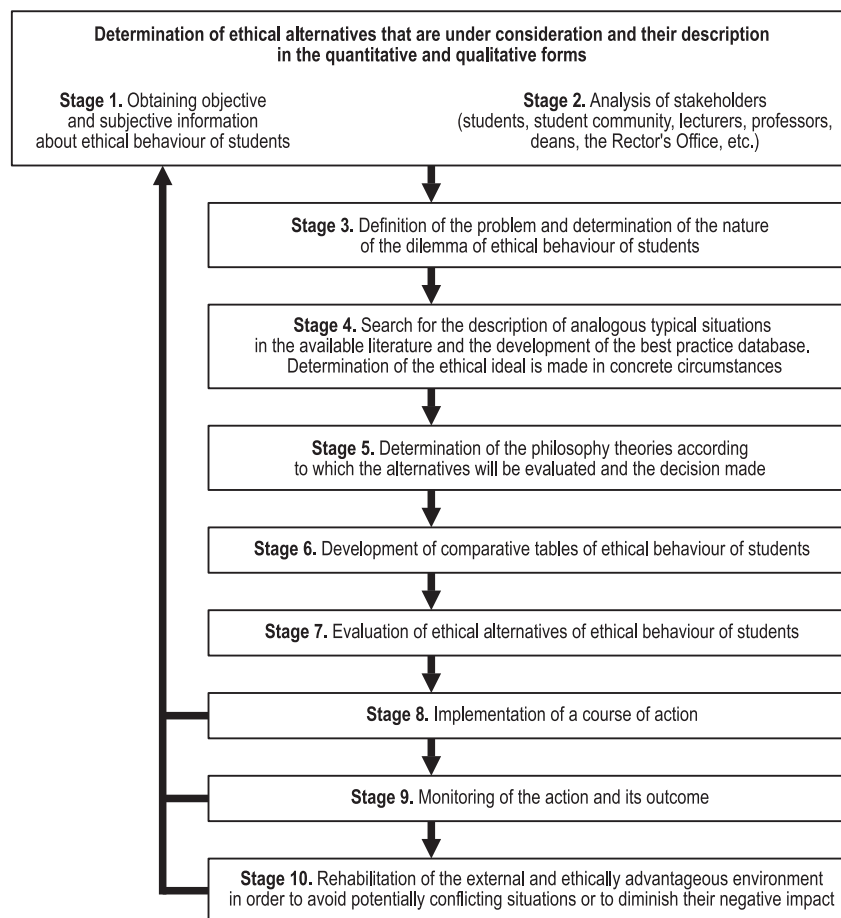 Determination of ethical alternatives that are under consideration and their description
in the quantitative and qualitative forms
Stage 1. Obtaining objective
and subjective information
about ethical behaviour of students
Stage 2. Analysis of stakeholders
(students, student community, lecturers, professors,
deans, the Rector's Office, etc.)
Stage 3. Definition of the problem and determination of the nature
of the dilemma of ethical behaviour of students
Stage 4. Search for the description of analogous typical situations
in the available literature and the development of the best practice database.
Determination of the ethical ideal is made in concrete circumstances
Stage 5. Determination of the philosophy theories according
to which the alternatives will be evaluated and the decision made
Stage 6. Development of comparative tables of ethical behaviour of students
Stage 7. Evaluation of ethical alternatives of ethical behaviour of students
Stage 8. Implementation of a course of action
Stage 9. Monitoring of the action and its outcome
Stage 10. Rehabilitation of the external and ethically advantageous environment
in order to avoid potentially conflicting situations or to diminish their negative impact